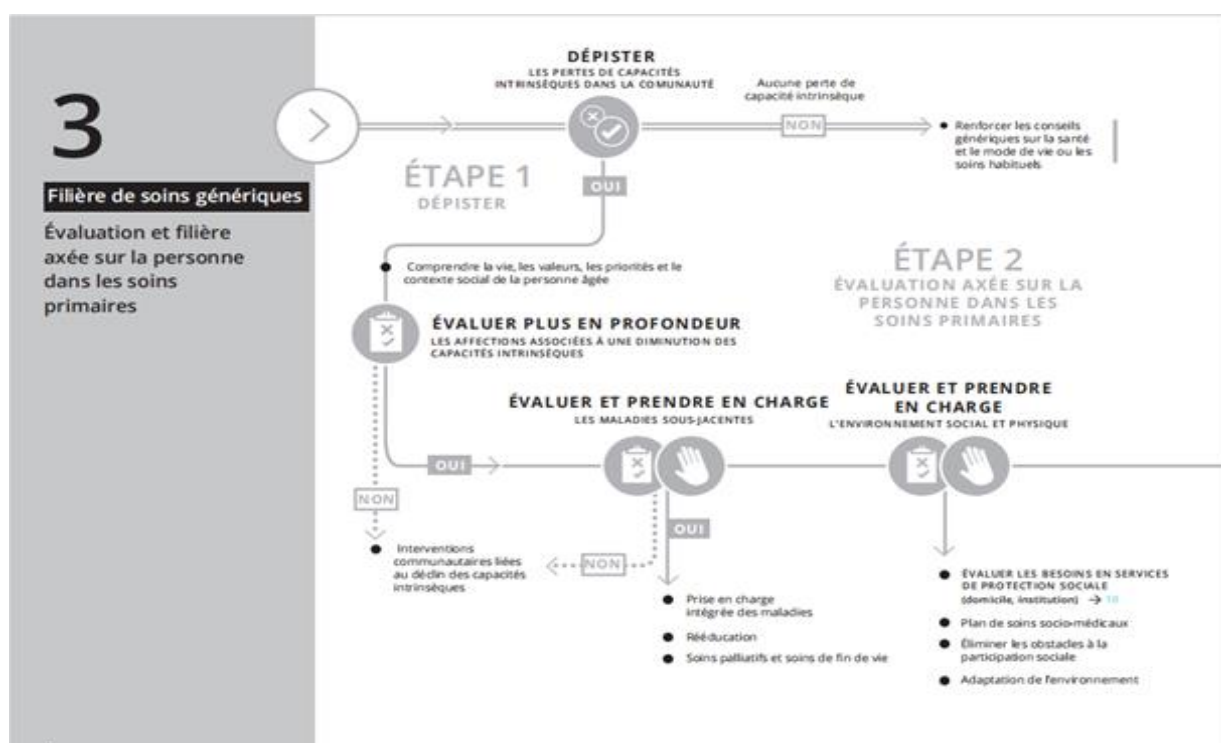 3
Filière de soins génériques
Évaluation et filière
axée sur la personne
dans les soins
primaires
DÉPISTER
LES PERTES DE CAPACITÉS
INTRINSÈQUES DANS LA COMUNAUTÉ
Aucune perte de
capacité intrinsèque
NON
Renforcer les conseils
génériques sur la santé
et le mode de vie ou les
soins habituels
ÉTAPE 1
DÉPISTER
OUI
Comprendre la vie, les valeurs, les priorités et le
contexte social de la personne âgée
ÉTAPE 2
ÉVALUATION AXÉE SUR LA
PERSONNE DANS LES
SOINS PRIMAIRES
ÉVALUER PLUS EN PROFONDEUR
LES AFFECTIONS ASSOCIÉES À UNE DIMINUTION DES
CAPACITÉS INTRINSÈQUES
ÉVALUER ET PRENDRE EN CHARGE
LES MALADIES SOUS-JACENTES
ÉVALUER ET PRENDRE
EN CHARGE
L'ENVIRONNEMENT SOCIAL ET PHYSIQUE
OUI
NON
Interventions
communautaires liées
au déclin des capacités
intrinsèques
NON
OUI
Prise en charge
intégrée des maladies
Rééducation
Soins palliatifs et soins de fin de vie
ÉVALUER LES BESOINS EN SERVICES
DE PROTECTION SOCIALE
(domicile, institution) → 10
Plan de soins socio-médicaux
Éliminer les obstacles à la
participation sociale
Adaptation de l'environnement